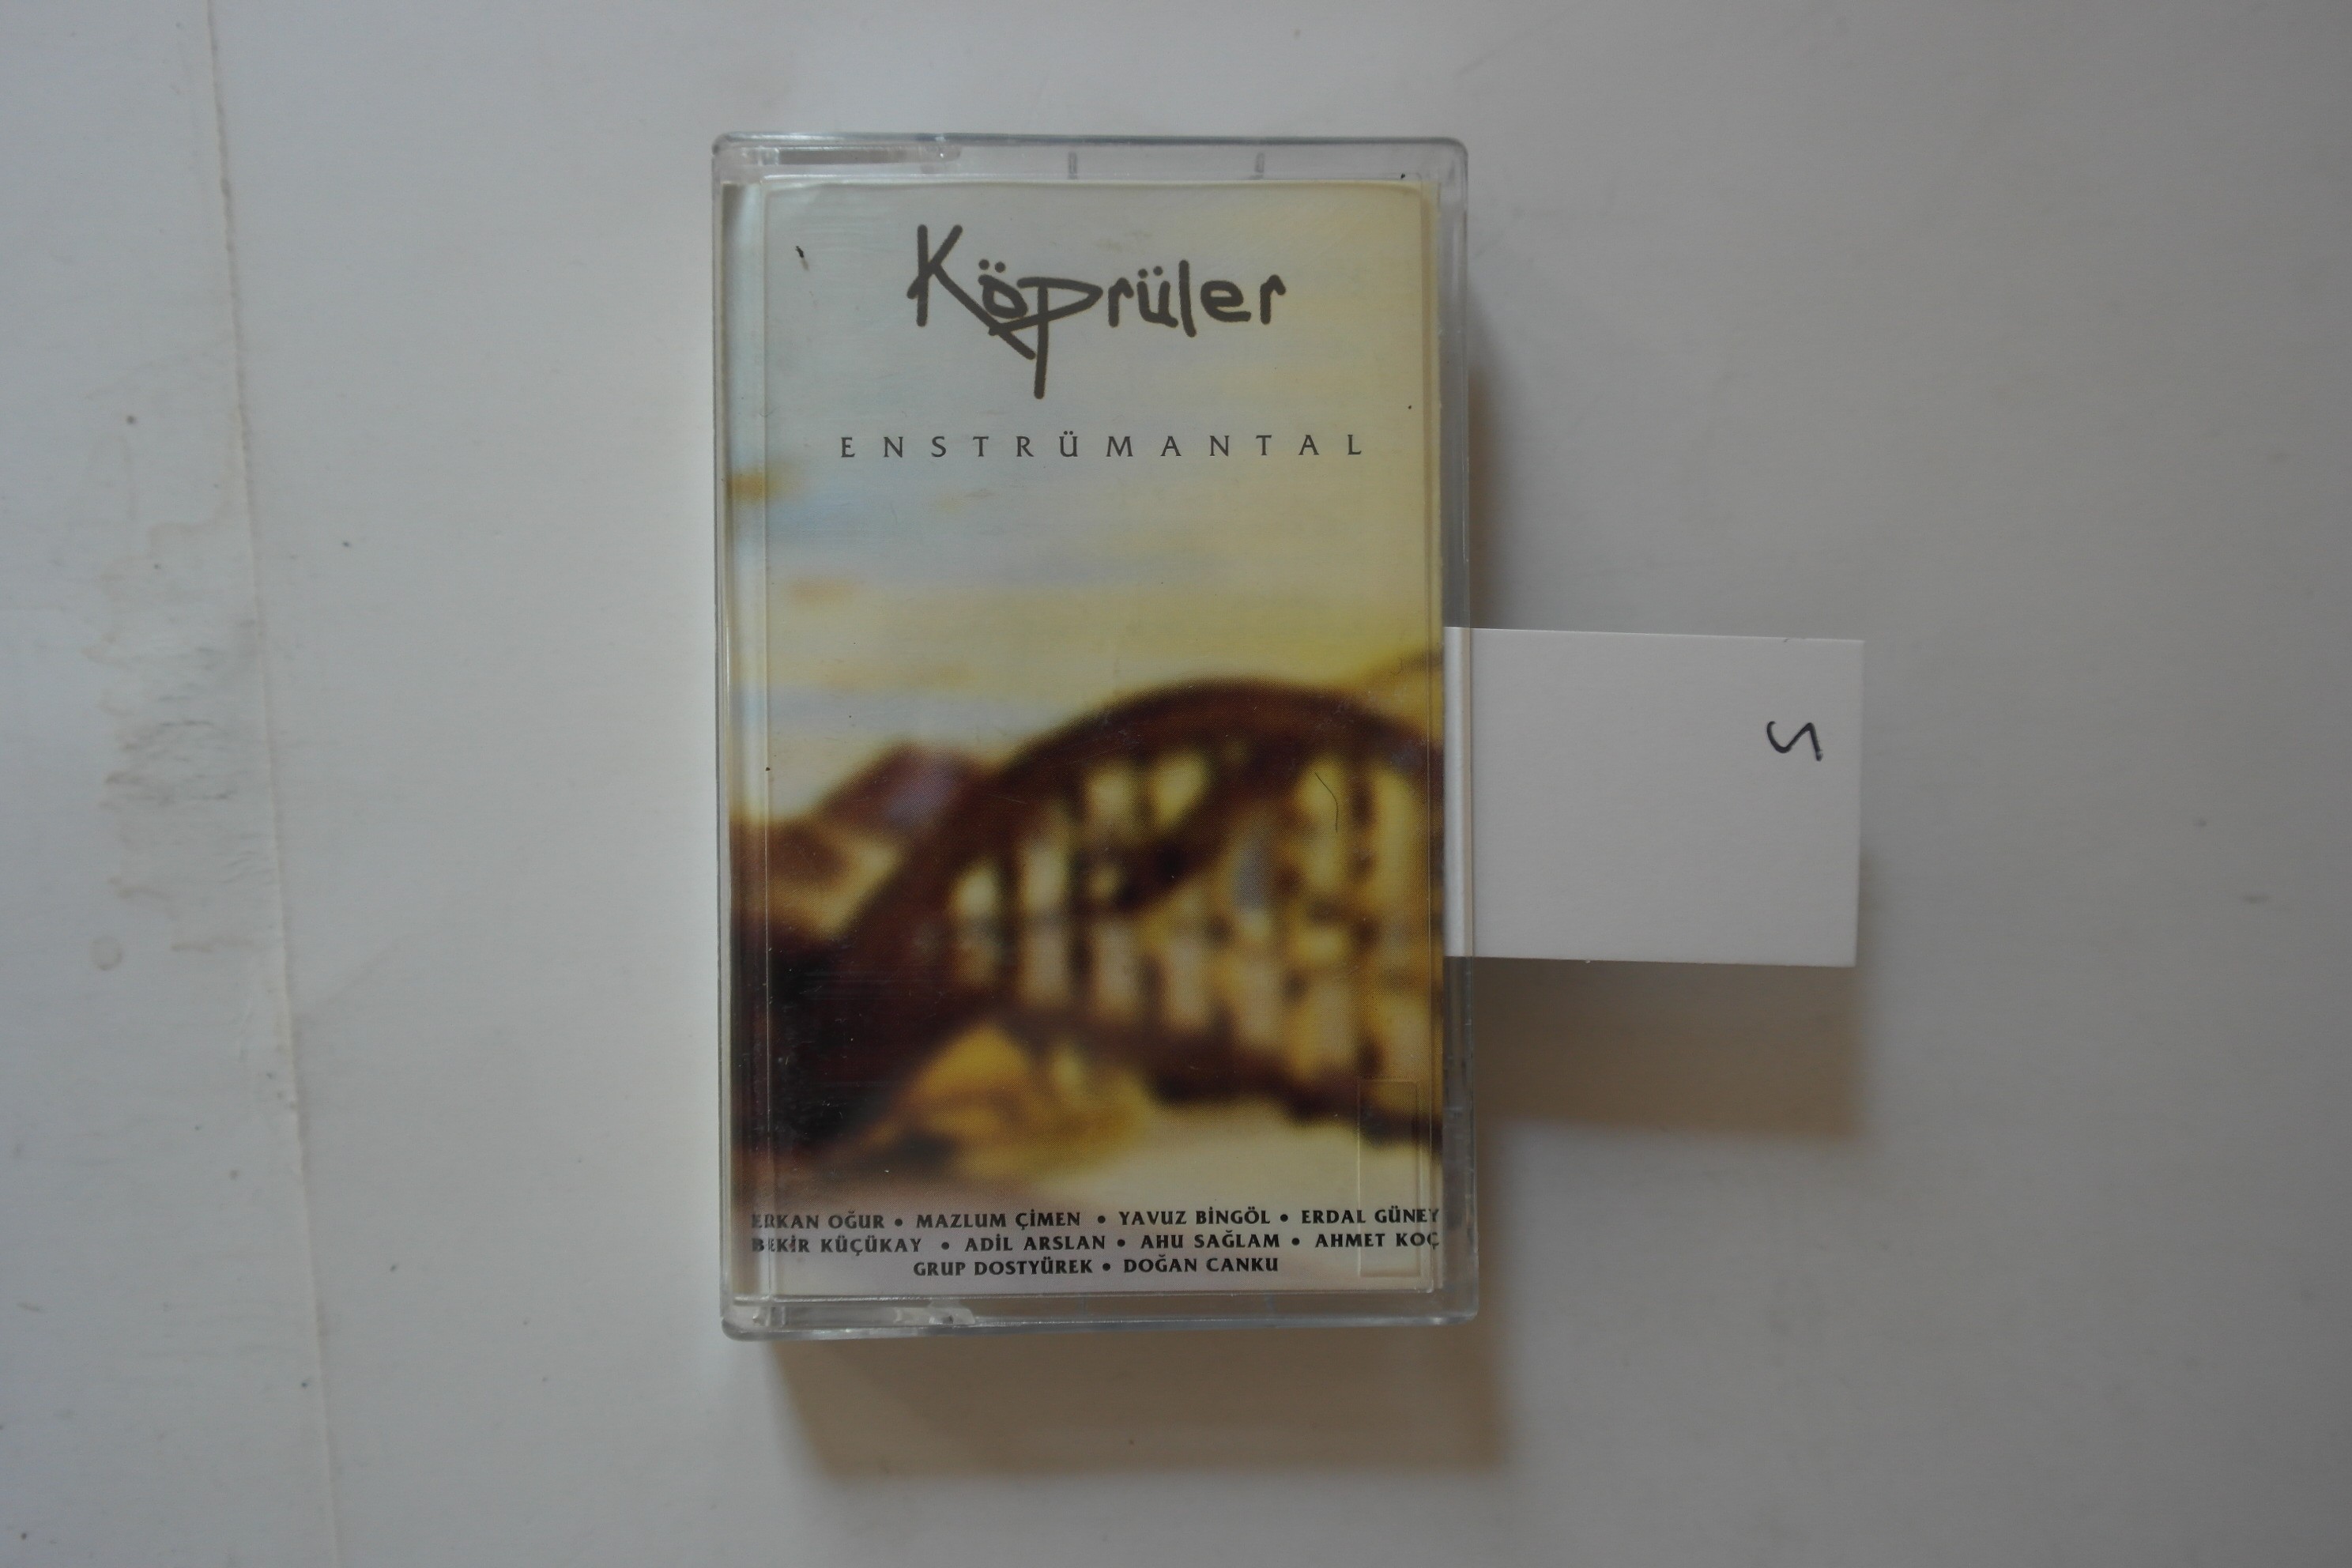 Köprüler
ENSTRÜMANTAL
ERKAN OĞUR • MAZLUM ÇİMEN • YAVUZ BİNGÖL • ERDAL GÜNEY
BEKİR KÜÇÜKAY • ADİL ARSLAN • AHU SAĞLAM • AHMET KOÇ
GRUP DOSTYÜREK • DOĞAN CANKU